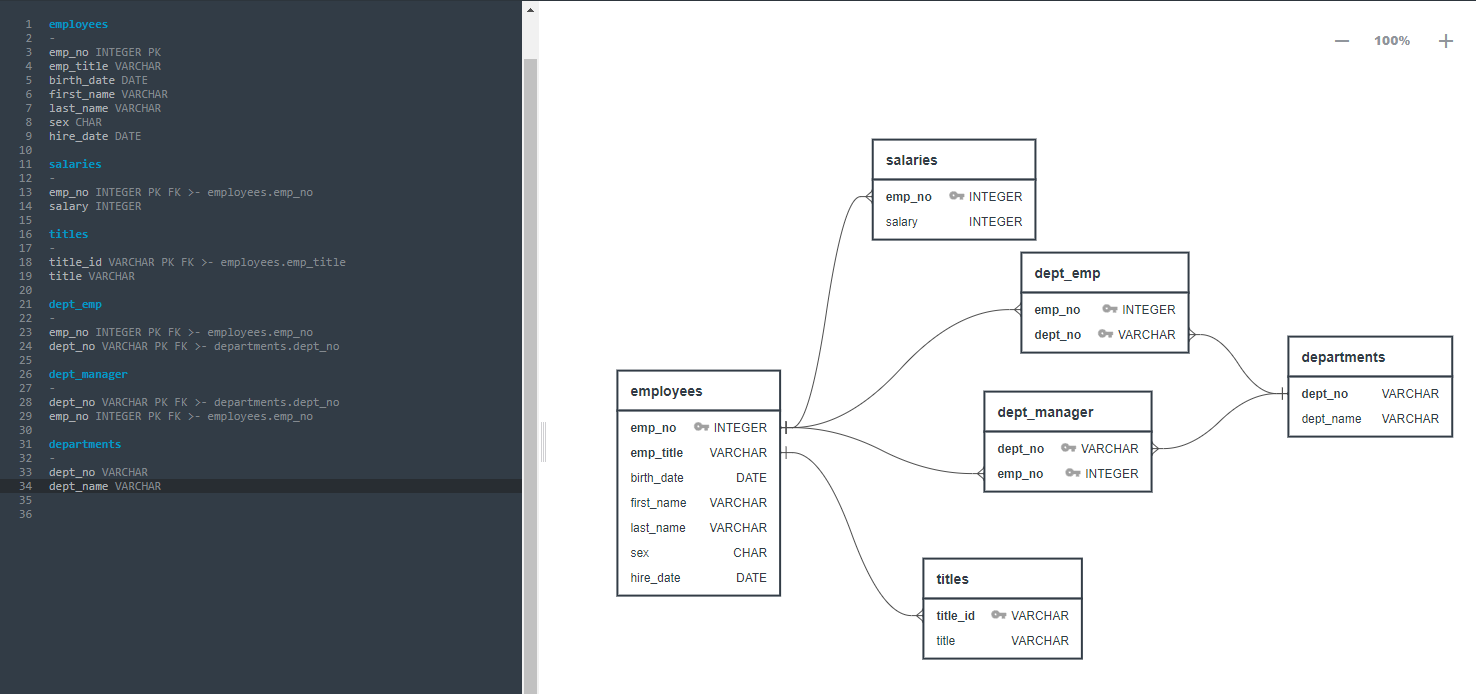 1 employees
2 -
3 emp_no INTEGER PK
4 emp_title VARCHAR
5 birth_date DATE
6 first_name VARCHAR
7 last_name VARCHAR
8 sex CHAR
9 hire_date DATE
10
11 salaries
12 -
13 emp_no INTEGER PK FK >- employees.emp_no
14 salary INTEGER
15
16 titles
17 -
18 title_id VARCHAR PK FK >- employees.emp_title
19 title VARCHAR
20
21 dept_emp
22 -
23 emp_no INTEGER PK FK >- employees.emp_no
24 dept_no VARCHAR PK FK >- departments.dept_no
25
26 dept_manager
27 -
28 dept_no VARCHAR PK FK >- departments.dept_no
29 emp_no INTEGER PK FK >- employees.emp_no
30
31 departments
32 -
33 dept_no VARCHAR
34 dept_name VARCHAR
35
36
100%
salaries
emp_no INTEGER
salary INTEGER
dept_emp
emp_no INTEGER
dept_no VARCHAR
departments
dept_no VARCHAR
dept_name VARCHAR
employees
emp_no INTEGER
emp_title VARCHAR
birth_date DATE
first_name VARCHAR
last_name VARCHAR
sex CHAR
hire_date DATE
dept_manager
dept_no VARCHAR
emp_no INTEGER
titles
title_id VARCHAR
title VARCHAR